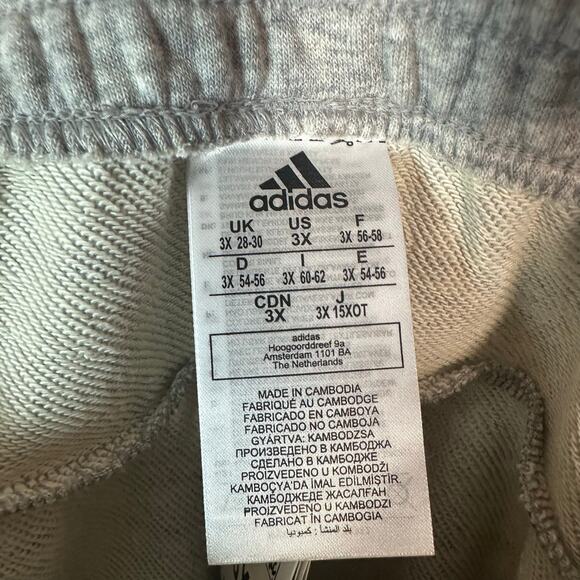 adidas
UK US F
3X 28-30 3X 3X 56-58
D I E
3X 54-56 3X 60-62 3X 54-56
CDN J
3X 3X 15XOT
adidas
Hoogoorddreef 9a
Amsterdam 1101 BA
The Netherlands
MADE IN CAMBODIA
FABRIQUÉ AU CAMBODGE
FABRICADO EN CAMBOYA
FABRICADO NO CAMBOJA
GYÁRTVA: KAMBODZSA
ПРОИЗВЕДЕНО В КАМБОДЖА
СДЕЛАНО В КАМБОДЖЕ
PROIZVEDENO U KOMBODŽI
KAMBOÇYA'DA İMAL EDİLMİŞTİR.
КАМБОДЖЕДЕ ЖАСАЛҒАН
PROIZVEDENO V KAMBODŽI
FABRICAT ÎN CAMBOGIA
بلد المنشأ : كمبوديا